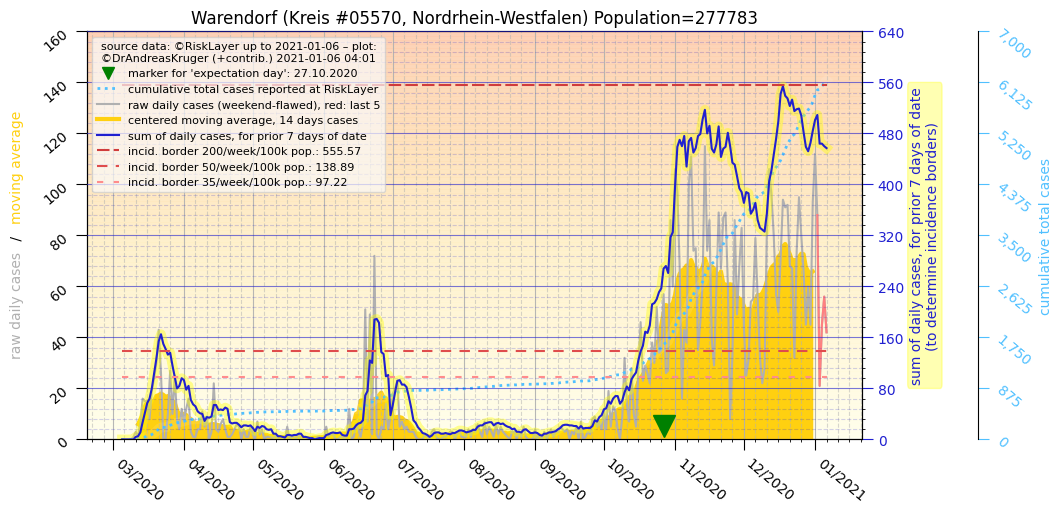 Warendorf (Kreis #05570, Nordrhein-Westfalen) Population=277783
source data: ©RiskLayer up to 2021-01-06 – plot:
©DrAndreasKruger (+contrib.) 2021-01-06 04:01
marker for 'expectation day': 27.10.2020
cumulative total cases reported at RiskLayer
raw daily cases (weekend-flawed), red: last 5
centered moving average, 14 days cases
sum of daily cases, for prior 7 days of date
incid. border 200/week/100k pop.: 555.57
incid. border 50/week/100k pop.: 138.89
incid. border 35/week/100k pop.: 97.22
raw daily cases / moving average
160
140
120
100
80
60
40
20
0
03/2020
04/2020
05/2020
06/2020
07/2020
08/2020
09/2020
10/2020
11/2020
12/2020
01/2021
640
560
480
400
320
240
160
80
0
sum of daily cases, for prior 7 days of date
(to determine incidence borders)
7,000
6,125
5,250
4,375
3,500
2,625
1,750
875
0
cumulative total cases